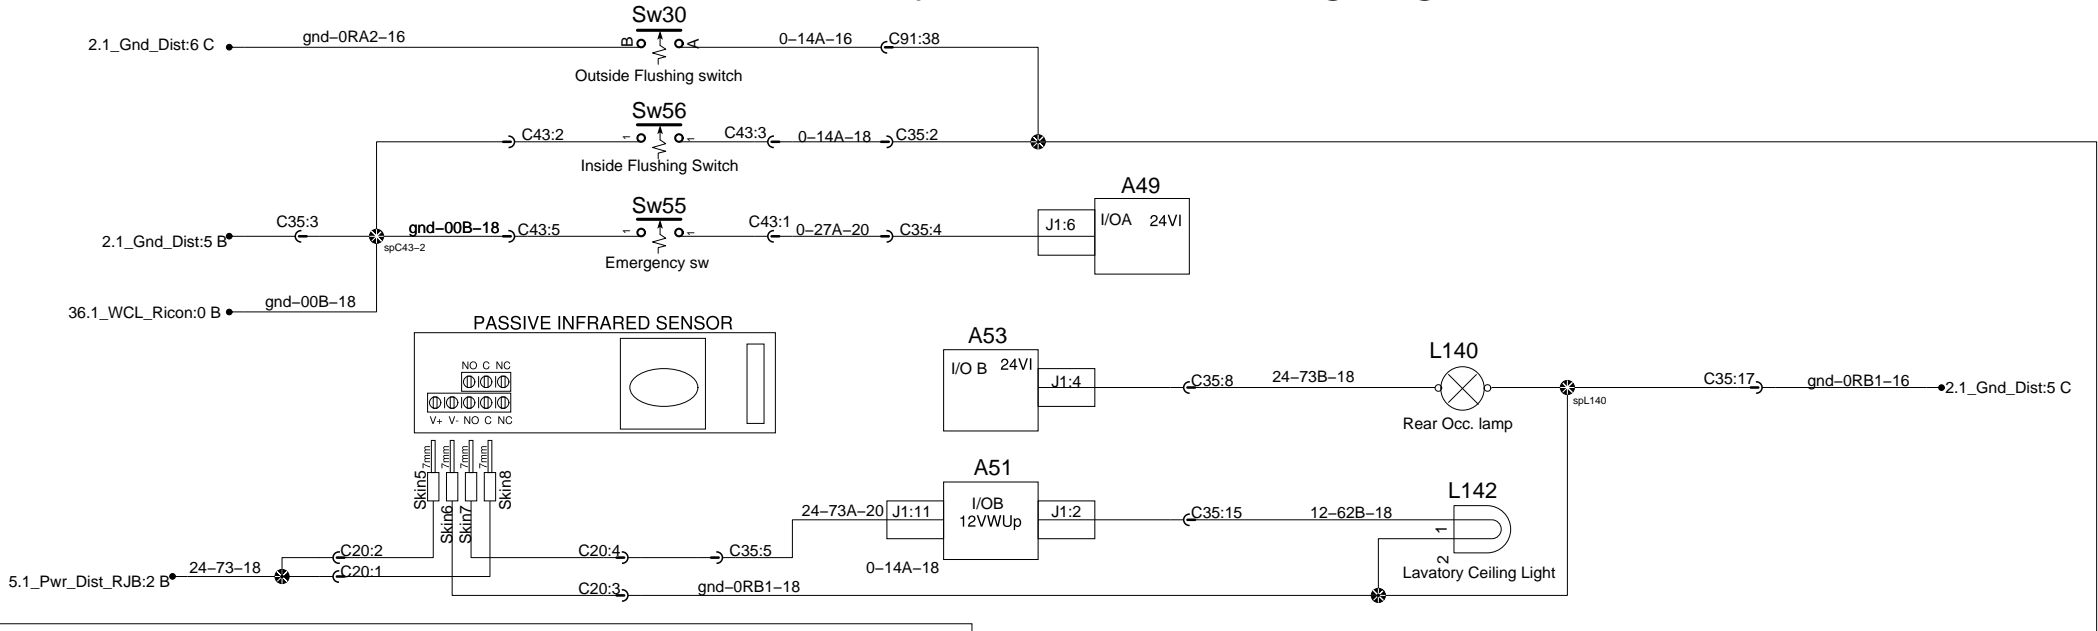 Sw30
2.1_Gnd_Dist:6 C
gnd-0RA2-16
B
A
0-14A-16
C91:38
Outside Flushing switch
Sw56
C43:2
1
1
C43:3
0-14A-18
C35:2
Inside Flushing Switch
A49
Sw55
C35:3
2.1_Gnd_Dist:5 B
spC43-2
gnd-00B-18
C43:5
1
1
C43:1
0-27A-20
C35:4
J1:6
I/OA
24VI
Emergency sw
36.1_WCL_Ricon:0 B
gnd-00B-18
PASSIVE INFRARED SENSOR
NO C NC
V+ V- NO C NC
A53
I/O B
24VI
J1:4
C35:8
24-73B-18
L140
Rear Occ. lamp
spL140
C35:17
gnd-0RB1-16
2.1_Gnd_Dist:5 C
7mm
7mm
7mm
7mm
Skin5
Skin6
Skin7
Skin8
A51
24-73A-20
J1:11
I/OB
12VWUp
J1:2
C35:15
12-62B-18
L142
1
2
Lavatory Ceiling Light
C20:2
C20:4
C35:5
5.1_Pwr_Dist_RJB:2 B
24-73-18
C20:1
0-14A-18
C20:3
gnd-0RB1-18